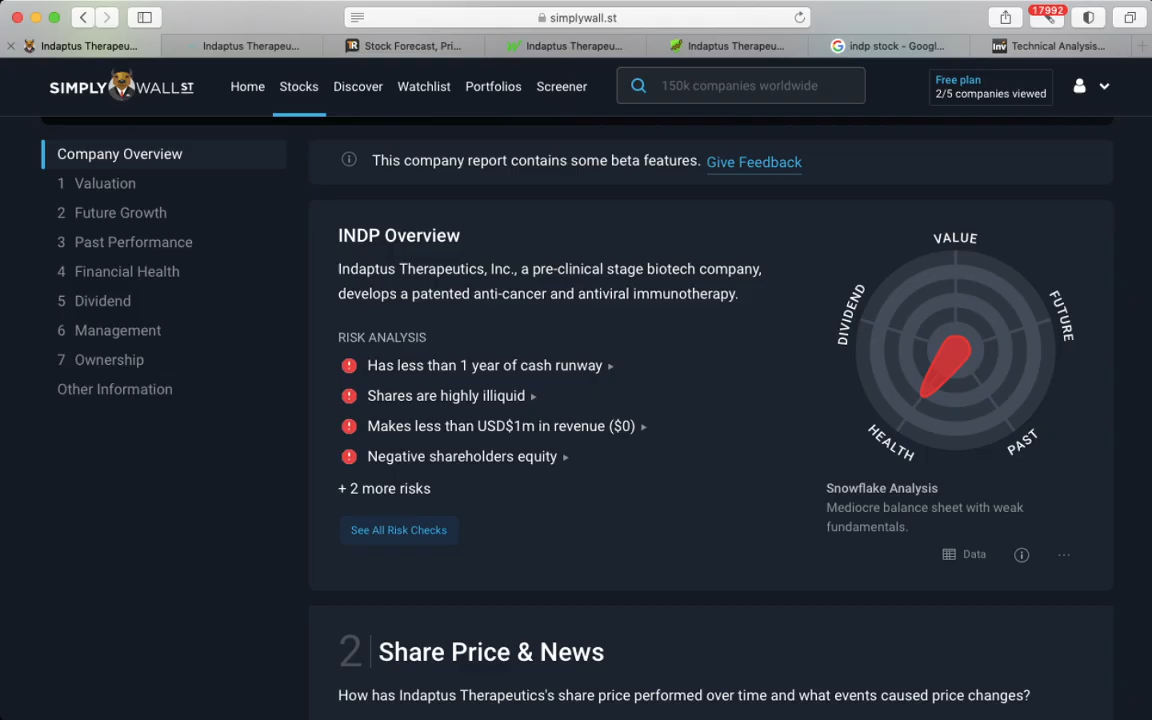 simplywall.st
17992
Indaptus Therapeu...
Indaptus Therapeu...
Stock Forecast, Pri...
Indaptus Therapeu...
Indaptus Therapeu...
indp stock - Googl...
Technical Analysis...
SIMPLY WALL ST
Home
Stocks
Discover
Watchlist
Portfolios
Screener
150k companies worldwide
Free plan
2/5 companies viewed
Company Overview
1 Valuation
2 Future Growth
3 Past Performance
4 Financial Health
5 Dividend
6 Management
7 Ownership
Other Information
This company report contains some beta features. Give Feedback
INDP Overview
Indaptus Therapeutics, Inc., a pre-clinical stage biotech company,
develops a patented anti-cancer and antiviral immunotherapy.
RISK ANALYSIS
Has less than 1 year of cash runway
Shares are highly illiquid
Makes less than USD$1m in revenue ($0)
Negative shareholders equity
+ 2 more risks
See All Risk Checks
VALUE
FUTURE
PAST
HEALTH
DIVIDEND
Snowflake Analysis
Mediocre balance sheet with weak
fundamentals.
Data
2 Share Price & News
How has Indaptus Therapeutics's share price performed over time and what events caused price changes?